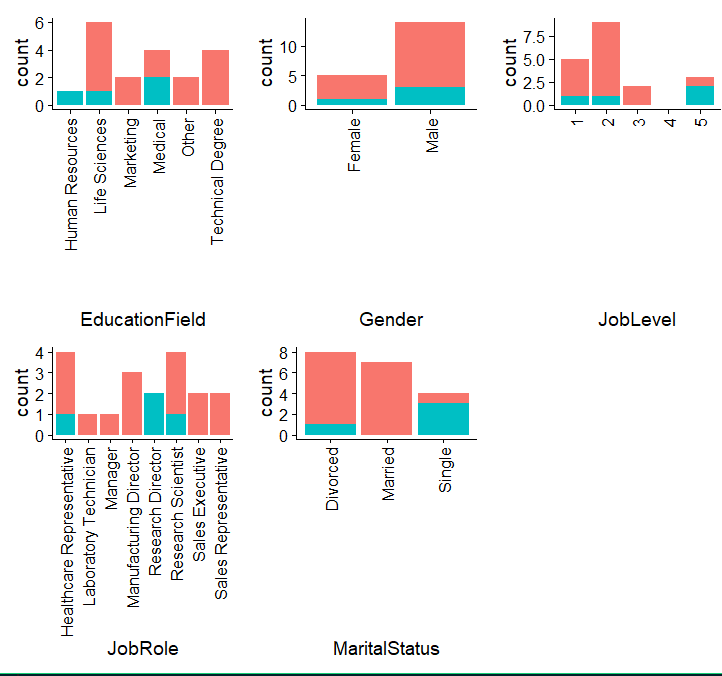 count
6
4
2
0
Human Resources
Life Sciences
Marketing
Medical
Other
Technical Degree
EducationField
count
10
5
0
Female
Male
Gender
count
7.5
5.0
2.5
0.0
1
2
3
4
5
JobLevel
count
4
3
2
1
0
Healthcare Representative
Laboratory Technician
Manager
Manufacturing Director
Research Director
Research Scientist
Sales Executive
Sales Representative
JobRole
count
8
6
4
2
0
Divorced
Married
Single
MaritalStatus